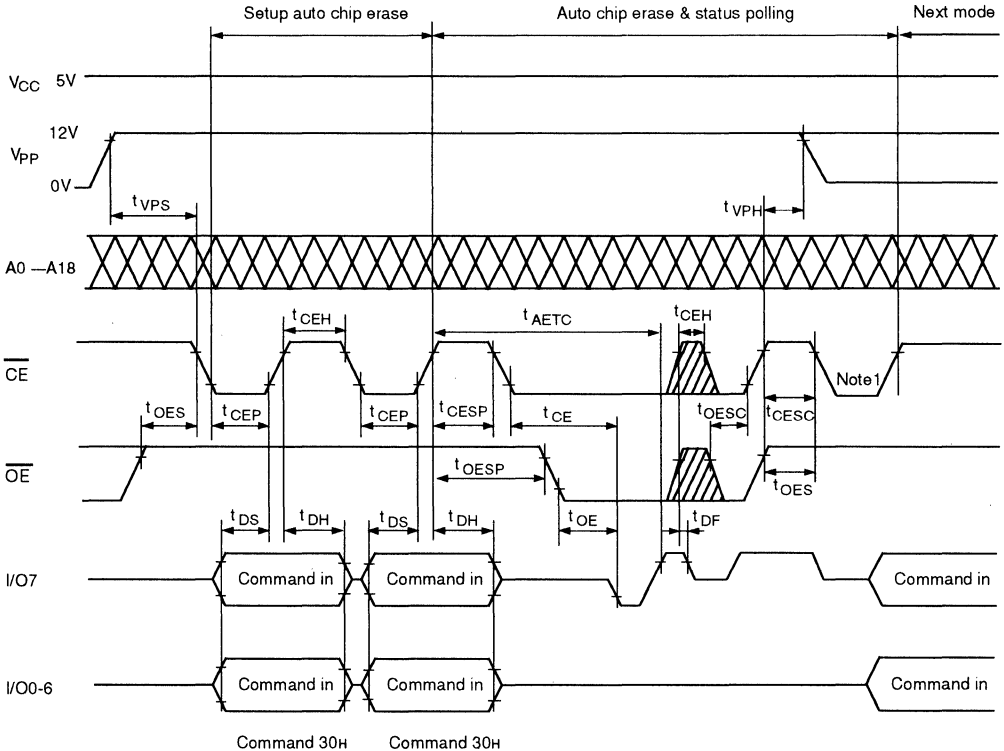 Setup auto chip erase Auto chip erase & status polling Next mode
VCC 5V
12V
VPP
0V
tVPS tVPH
A0 —A18
tCEH tAETC tCEH
CE
Note1
tOES tCEP tCEP tCESP tCE tOESC tCESC
OE
tOESP tOES
tDS tDH tDS tDH tOE tDF
I/O7 Command in Command in Command in
I/O0-6 Command in Command in Command in
Command 30H Command 30H